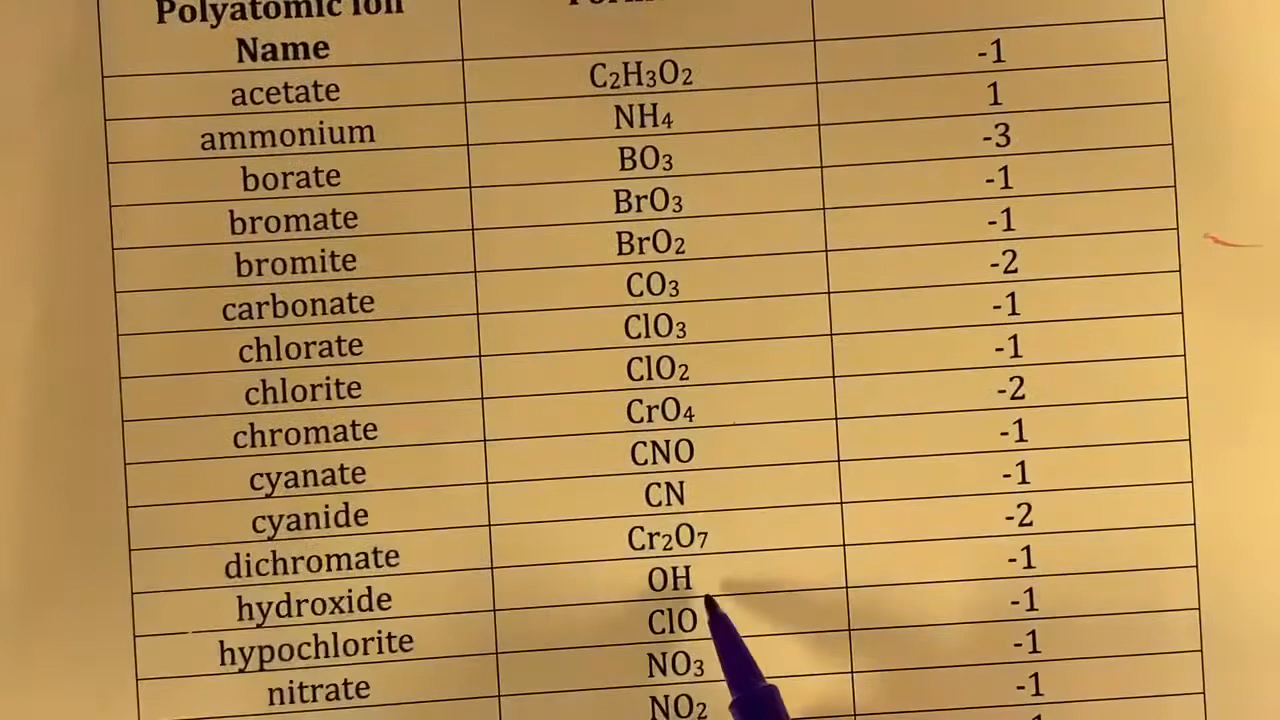 Polyatomic Ion
Name
acetate C2H3O2 -1
ammonium NH4 1
borate BO3 -3
bromate BrO3 -1
bromite BrO2 -1
carbonate CO3 -2
chlorate ClO3 -1
chlorite ClO2 -1
chromate CrO4 -2
cyanate CNO -1
cyanide CN -1
dichromate Cr2O7 -2
hydroxide OH -1
hypochlorite ClO -1
nitrate NO3 -1
NO2 -1